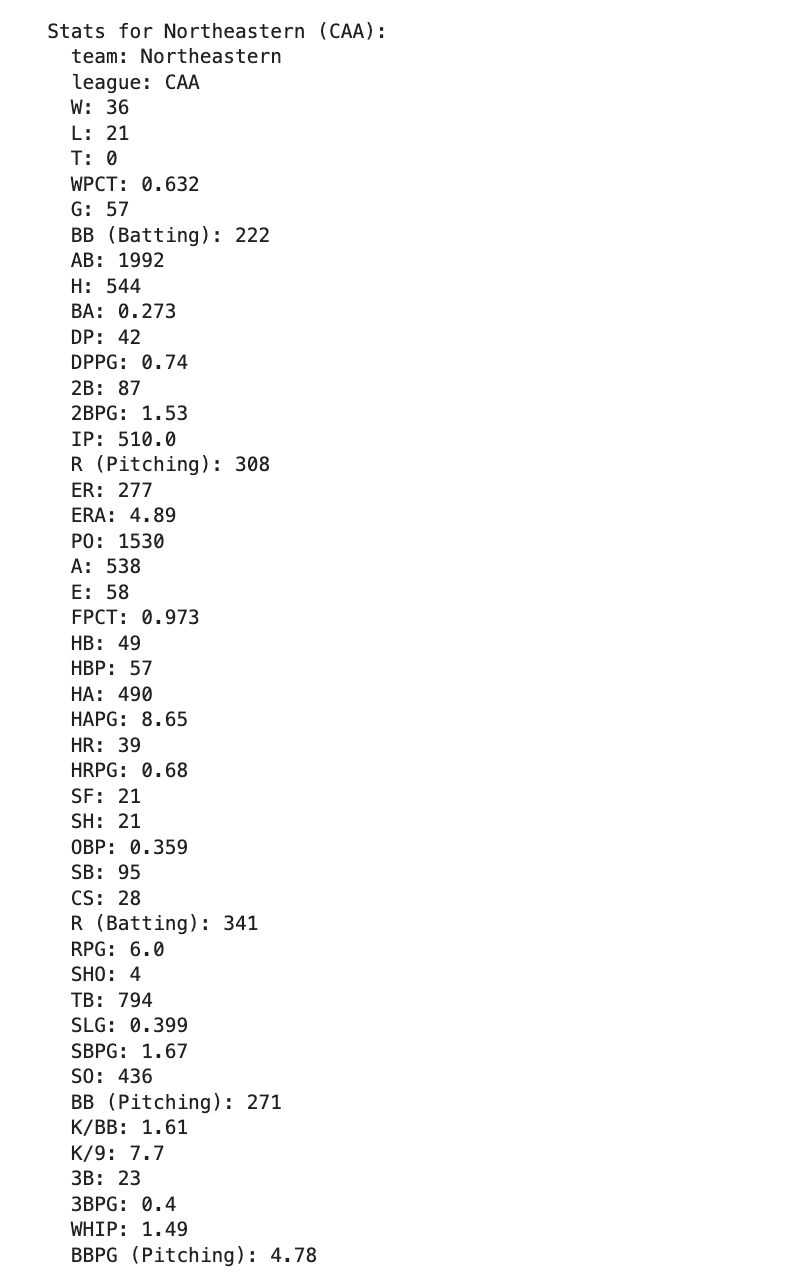 Stats for Northeastern (CAA):
team: Northeastern
league: CAA
W: 36
L: 21
T: 0
WPCT: 0.632
G: 57
BB (Batting): 222
AB: 1992
H: 544
BA: 0.273
DP: 42
DPPG: 0.74
2B: 87
2BPG: 1.53
IP: 510.0
R (Pitching): 308
ER: 277
ERA: 4.89
PO: 1530
A: 538
E: 58
FPCT: 0.973
HB: 49
HBP: 57
HA: 490
HAPG: 8.65
HR: 39
HRPG: 0.68
SF: 21
SH: 21
OBP: 0.359
SB: 95
CS: 28
R (Batting): 341
RPG: 6.0
SHO: 4
TB: 794
SLG: 0.399
SBPG: 1.67
SO: 436
BB (Pitching): 271
K/BB: 1.61
K/9: 7.7
3B: 23
3BPG: 0.4
WHIP: 1.49
BBPG (Pitching): 4.78